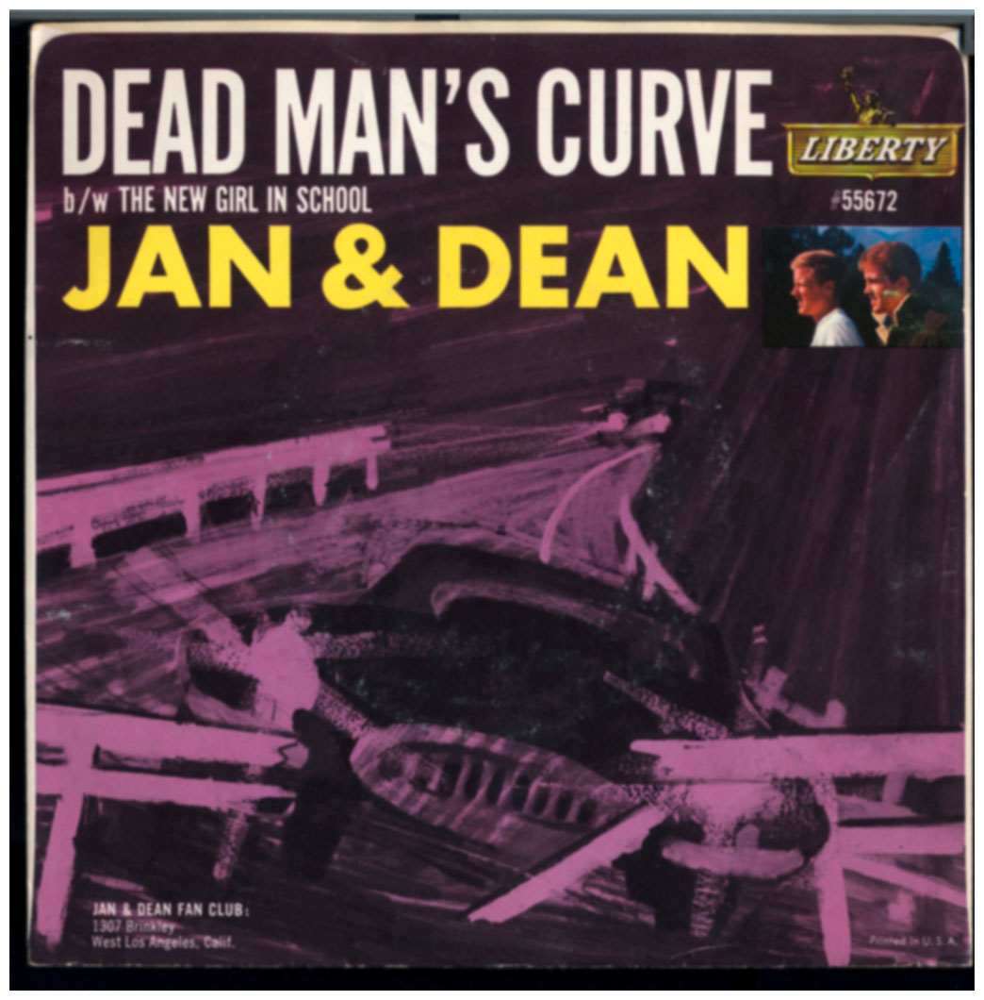 DEAD MAN'S CURVE
LIBERTY
b/w THE NEW GIRL IN SCHOOL
#55672
JAN & DEAN
JAN & DEAN FAN CLUB:
1307 Brinkley
West Los Angeles, Calif.
Printed in U.S.A.